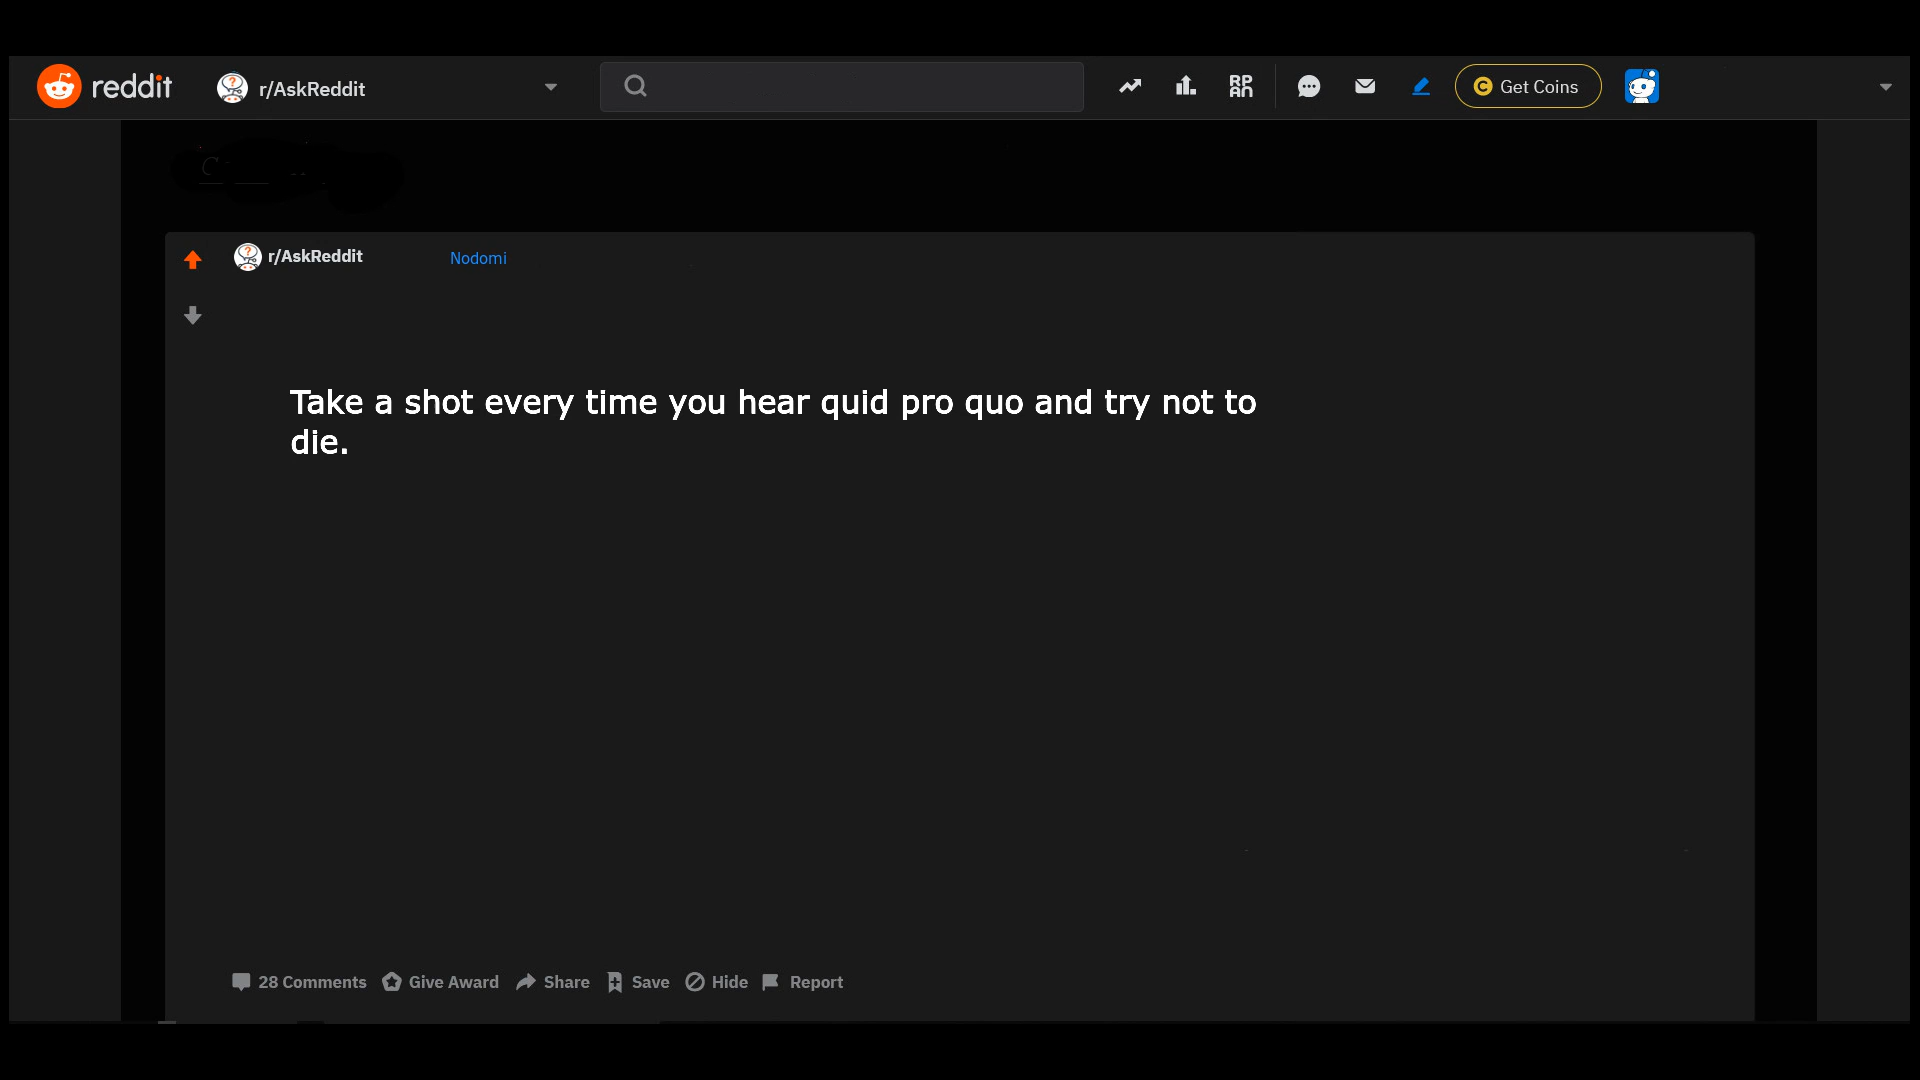 reddit r/AskReddit RPAN Get Coins
r/AskReddit Nodomi
Take a shot every time you hear quid pro quo and try not to
die.
28 Comments Give Award Share Save Hide Report